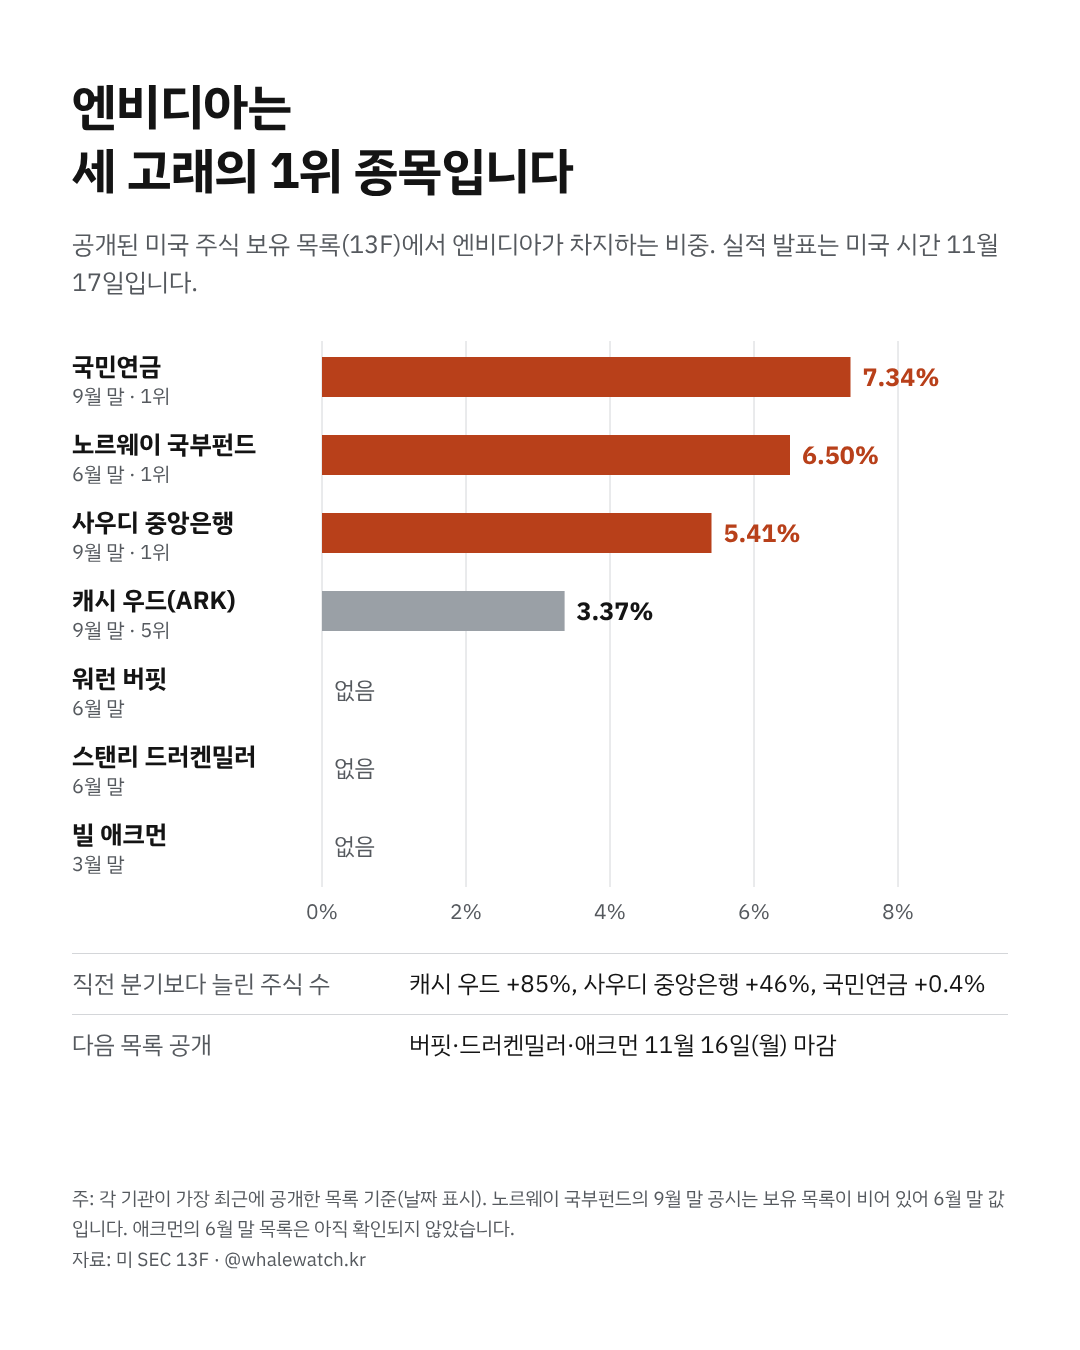 엔비디아는
세 고래의 1위 종목입니다
공개된 미국 주식 보유 목록(13F)에서 엔비디아가 차지하는 비중. 실적 발표는 미국 시간 11월
17일입니다.
국민연금
9월 말 · 1위
7.34%
노르웨이 국부펀드
6월 말 · 1위
6.50%
사우디 중앙은행
9월 말 · 1위
5.41%
캐시 우드(ARK)
9월 말 · 5위
3.37%
워런 버핏
6월 말
없음
스탠리 드러켄밀러
6월 말
없음
빌 애크먼
3월 말
없음
0% 2% 4% 6% 8%
직전 분기보다 늘린 주식 수 캐시 우드 +85%, 사우디 중앙은행 +46%, 국민연금 +0.4%
다음 목록 공개 버핏·드러켄밀러·애크먼 11월 16일(월) 마감
주: 각 기관이 가장 최근에 공개한 목록 기준(날짜 표시). 노르웨이 국부펀드의 9월 말 공시는 보유 목록이 비어 있어 6월 말 값
입니다. 애크먼의 6월 말 목록은 아직 확인되지 않았습니다.
자료: 미 SEC 13F · @whalewatch.kr